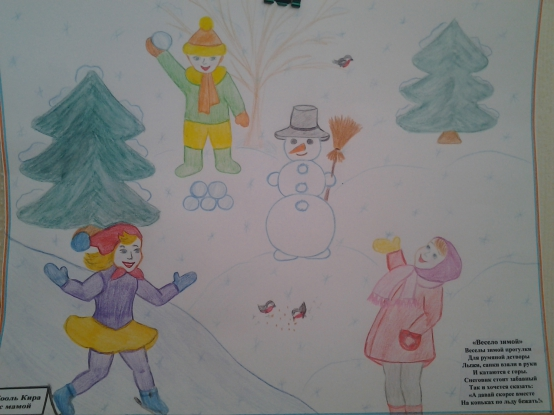 «Весело зимой»
Веселы зимой прогулки
Для румяной детворы
Лыжи, санки взяли в руки
И катаются с горы.
Снеговик стоит забавный
Так и хочется сказать:
«А давай скорее вместе
На коньках по льду бежать!»
Кооль Кира
с мамой